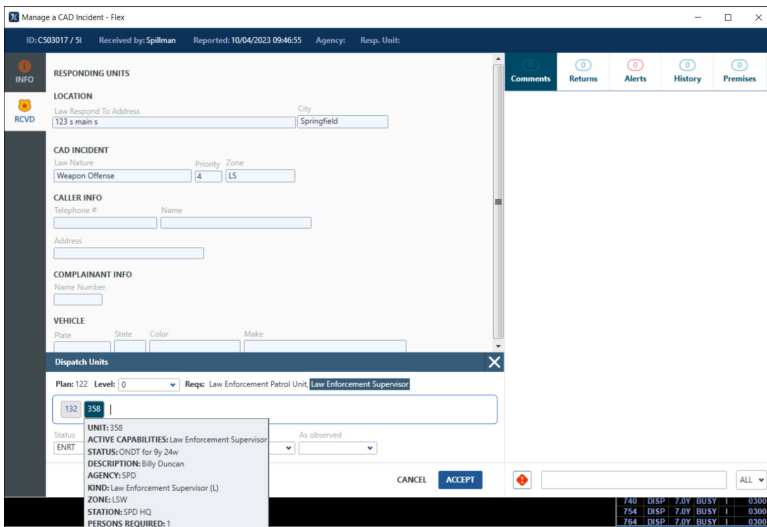 Manage a CAD Incident - Flex
ID: C503017 / 5I Received by: Spillman Reported: 10/04/2023 09:46:55 Agency: Resp. Unit:
INFO
RCVD
RESPONDING UNITS
LOCATION
Law Respond To Address City
123 s main s Springfield
CAD INCIDENT
Law Nature Priority Zone
Weapon Offense 4 LS
CALLER INFO
Telephone # Name
Address
COMPLAINANT INFO
Name Number
VEHICLE
Plate State Color Make
0 0 0 0 0
Comments Returns Alerts History Premises
Dispatch Units
Plan: 122 Level: 0 Reqs: Law Enforcement Patrol Unit, Law Enforcement Supervisor
132 358
Status As observed
ENRT
UNIT: 358
ACTIVE CAPABILITIES: Law Enforcement Supervisor
STATUS: ONDT for 9y 24w
DESCRIPTION: Billy Duncan
AGENCY: SPD
KIND: Law Enforcement Supervisor (L)
ZONE: LSW
STATION: SPD HQ
PERSONS REQUIRED: 1
CANCEL ACCEPT
ALL
740 DISP 7.0Y BUSY I 0300
754 DISP 7.0Y BUSY I 0300
764 DISP 7.0Y BUSY I 0300